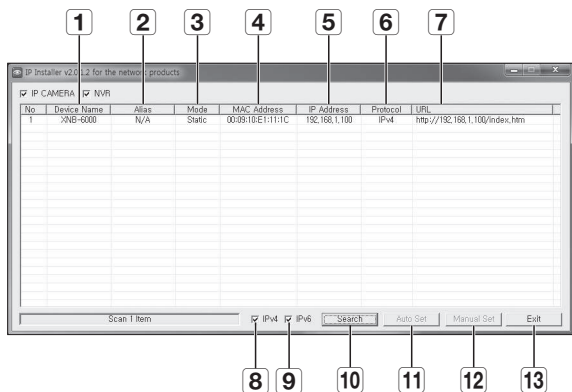 1 2 3 4 5 6 7
IP Installer v2.0.1.2 for the network products
IP CAMERA NVR
No Device Name Alias Mode MAC Address IP Address Protocol URL
1 XNB-6000 N/A Static 00:09:10:E1:11:1C 192,168,1,100 IPv4 http://192,168,1,100/index,htm
Scan 1 Item IPv4 IPv6 Search Auto Set Manual Set Exit
8 9 10 11 12 13